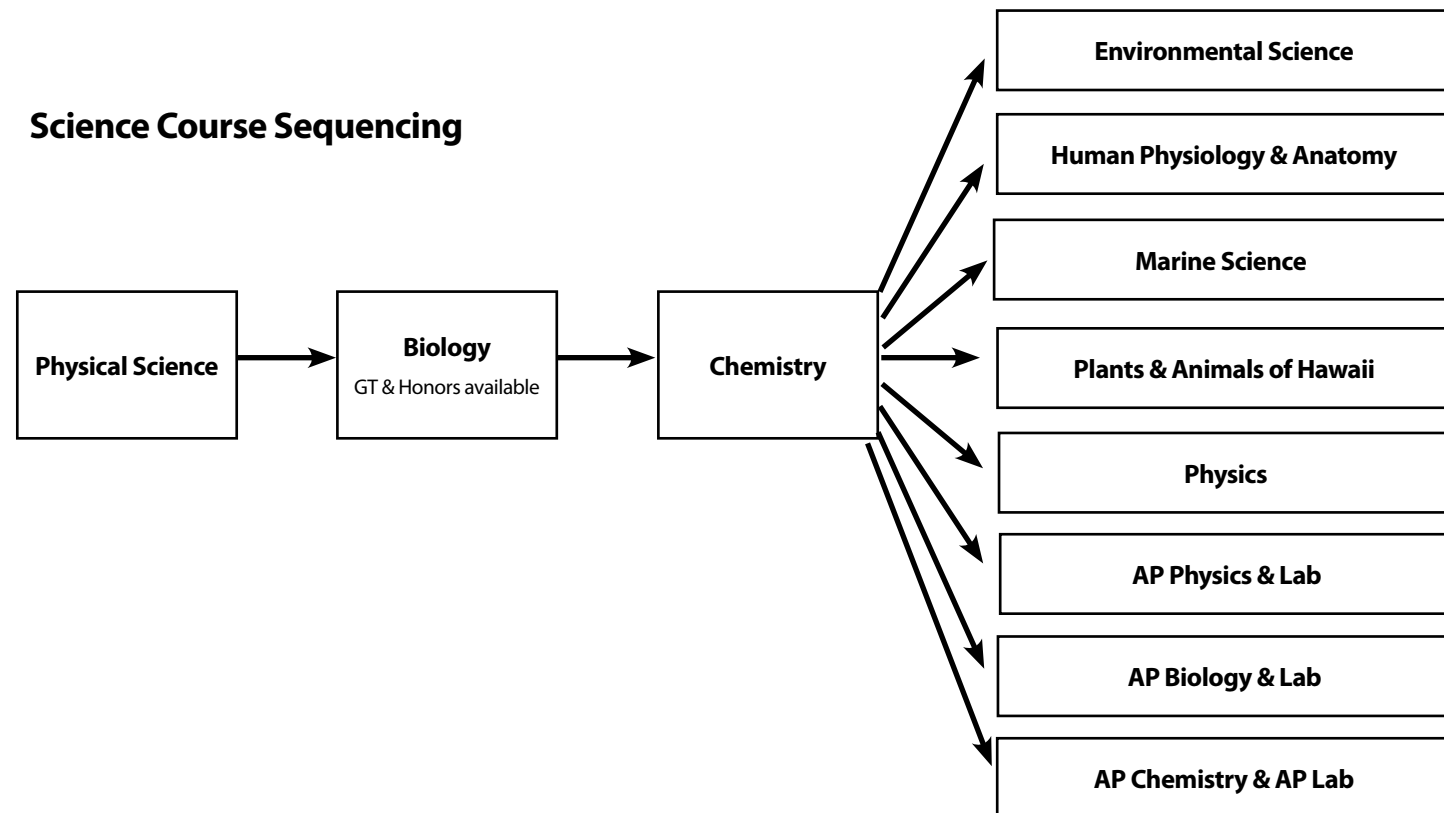 Science Course Sequencing
Physical Science
Biology
GT & Honors available
Chemistry
Environmental Science
Human Physiology & Anatomy
Marine Science
Plants & Animals of Hawaii
Physics
AP Physics & Lab
AP Biology & Lab
AP Chemistry & AP Lab